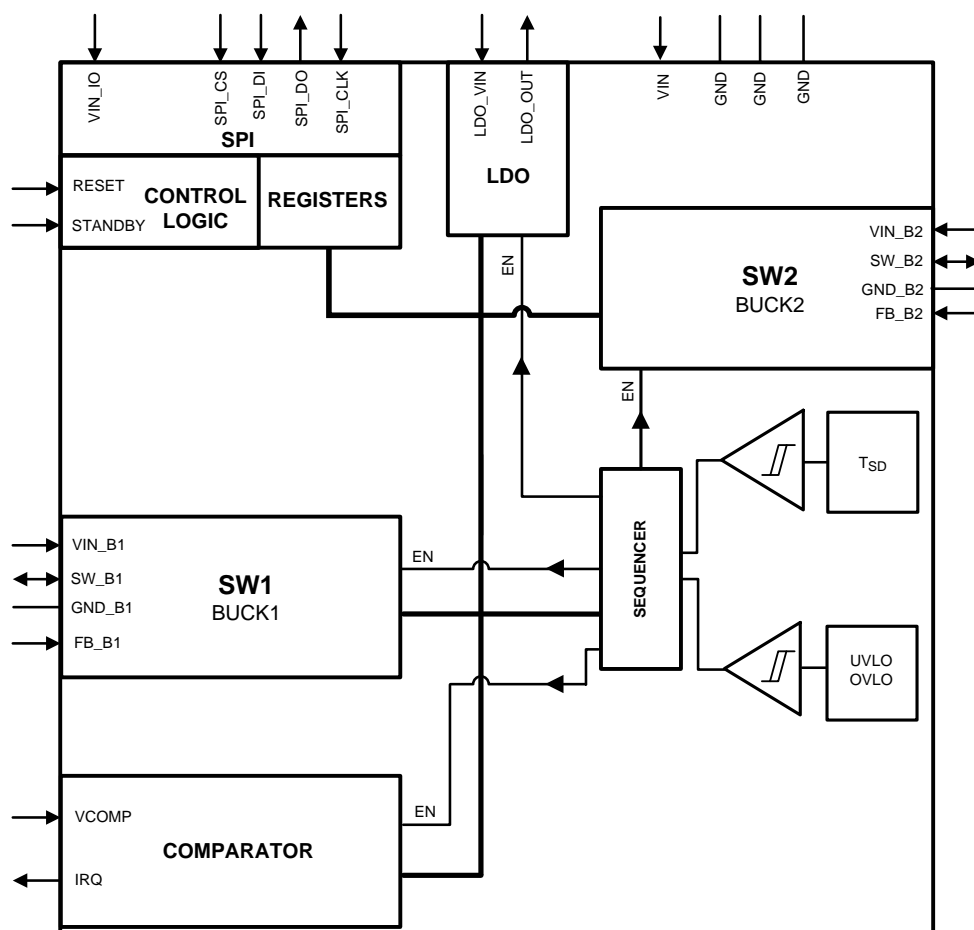 VIN_IO
SPI_CS
SPI_DI
SPI_DO
SPI_CLK
SPI
LDO_VIN
LDO_OUT
LDO
VIN
GND
GND
GND
RESET
STANDBY
CONTROL
LOGIC
REGISTERS
EN
SW2
BUCK2
VIN_B2
SW_B2
GND_B2
FB_B2
EN
TSD
SEQUENCER
VIN_B1
SW_B1
GND_B1
FB_B1
SW1
BUCK1
EN
UVLO
OVLO
VCOMP
IRQ
COMPARATOR
EN